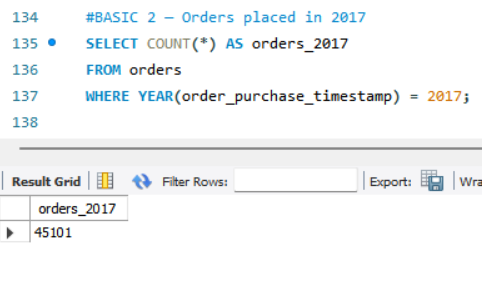 134 #BASIC 2 – Orders placed in 2017
135 SELECT COUNT(*) AS orders_2017
136 FROM orders
137 WHERE YEAR(order_purchase_timestamp) = 2017;
138
Result Grid Filter Rows: Export: Wra
orders_2017
45101